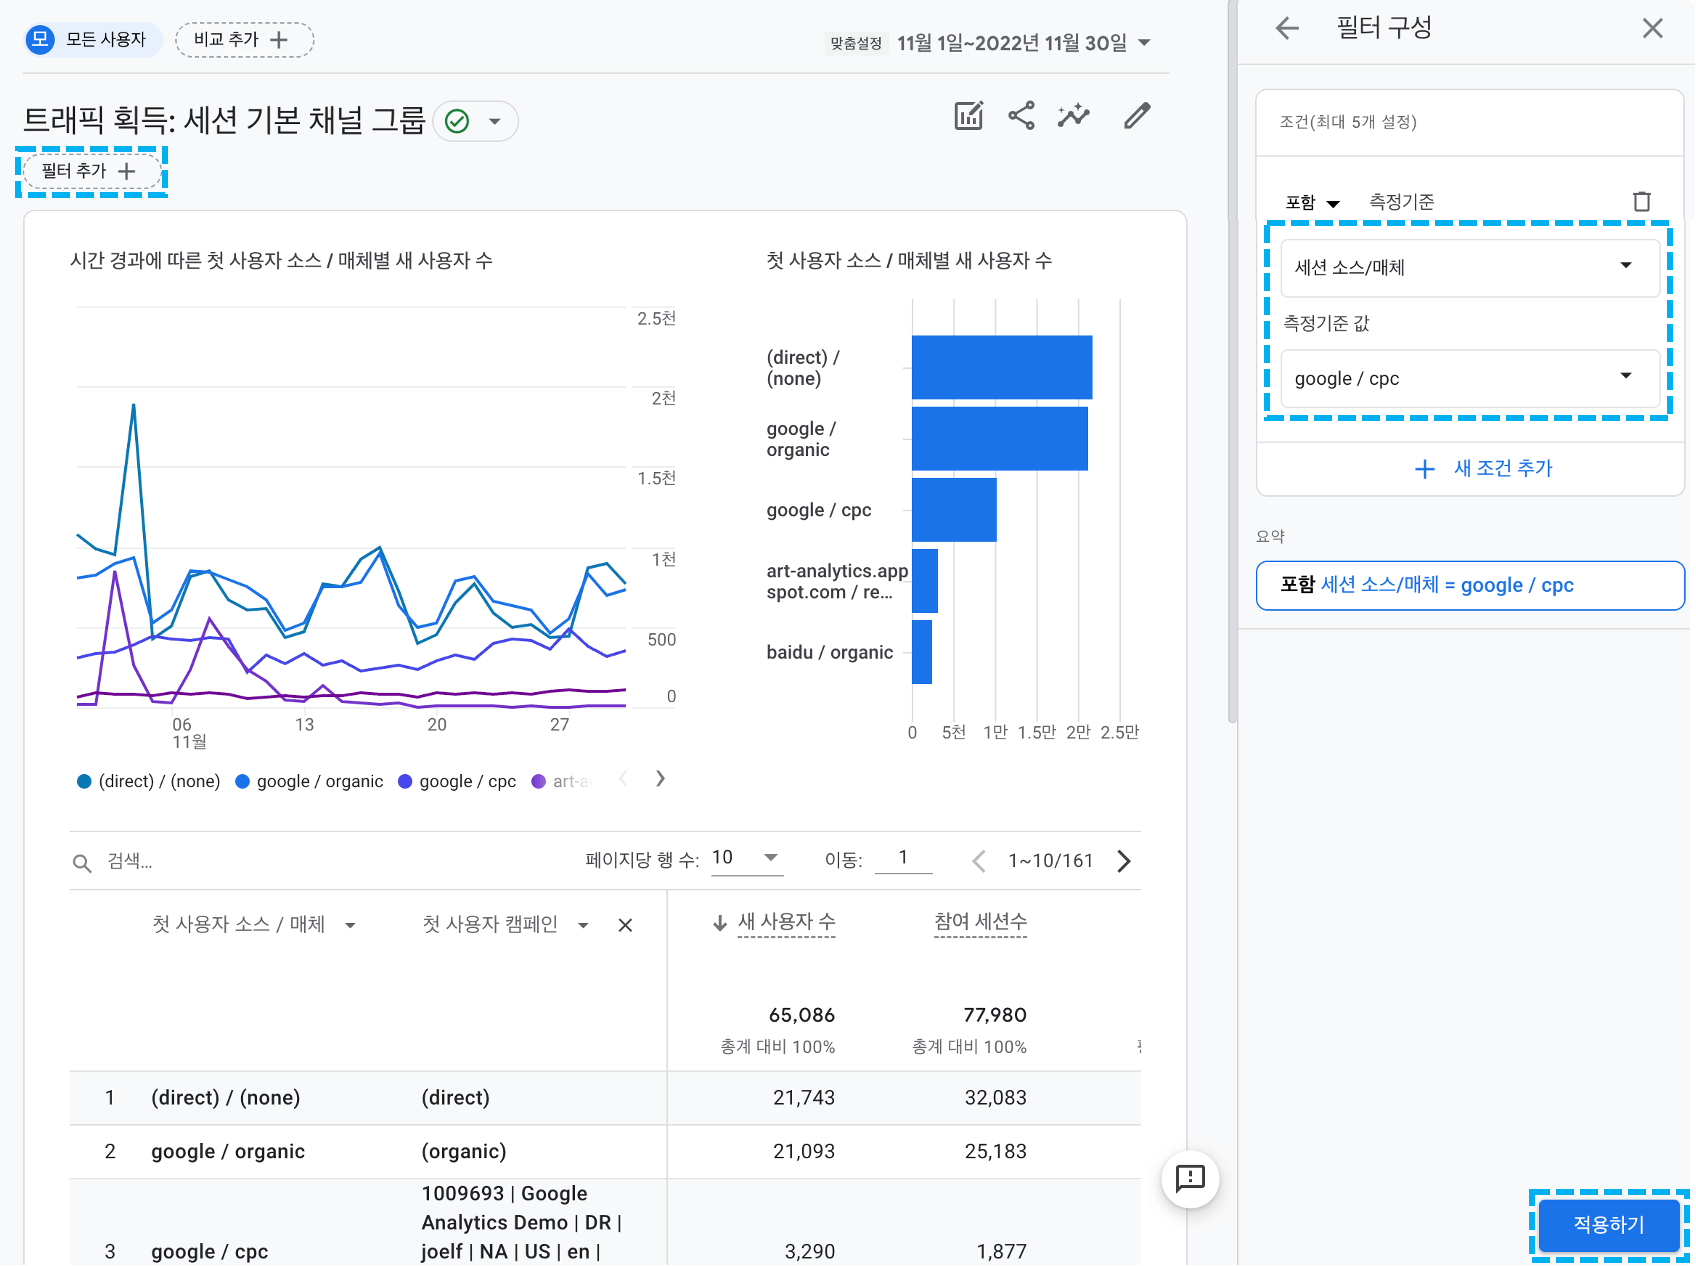 모 모든 사용자
비교 추가
맞춤설정 11월 1일~2022년 11월 30일
트래픽 획득: 세션 기본 채널 그룹
필터 추가
시간 경과에 따른 첫 사용자 소스 / 매체별 새 사용자 수
2.5천
2천
1.5천
1천
500
0
06
11월
13
20
27
(direct) / (none)
google / organic
google / cpc
art-a
첫 사용자 소스 / 매체별 새 사용자 수
(direct) /
(none)
google /
organic
google / cpc
art-analytics.app
spot.com / re...
baidu / organic
0
5천
1만
1.5만
2만
2.5만
검색...
페이지당 행 수: 10
이동: 1
1~10/161
첫 사용자 소스 / 매체
첫 사용자 캠페인
새 사용자 수
참여 세션수
65,086
77,980
총계 대비 100%
총계 대비 100%
1 (direct) / (none) (direct) 21,743 32,083
2 google / organic (organic) 21,093 25,183
1009693 | Google
Analytics Demo | DR |
3 google / cpc joelf | NA | US | en | 3,290 1,877
필터 구성
조건(최대 5개 설정)
포함 측정기준
세션 소스/매체
측정기준 값
google / cpc
새 조건 추가
요약
포함 세션 소스/매체 = google / cpc
적용하기